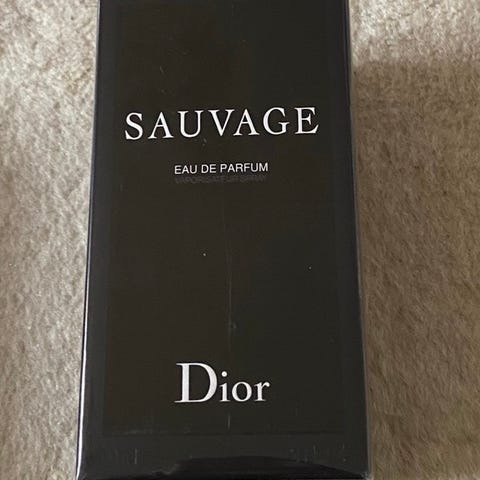 SAUVAGE
EAU DE PARFUM
VAPORISATEUR SPRAY
Dior